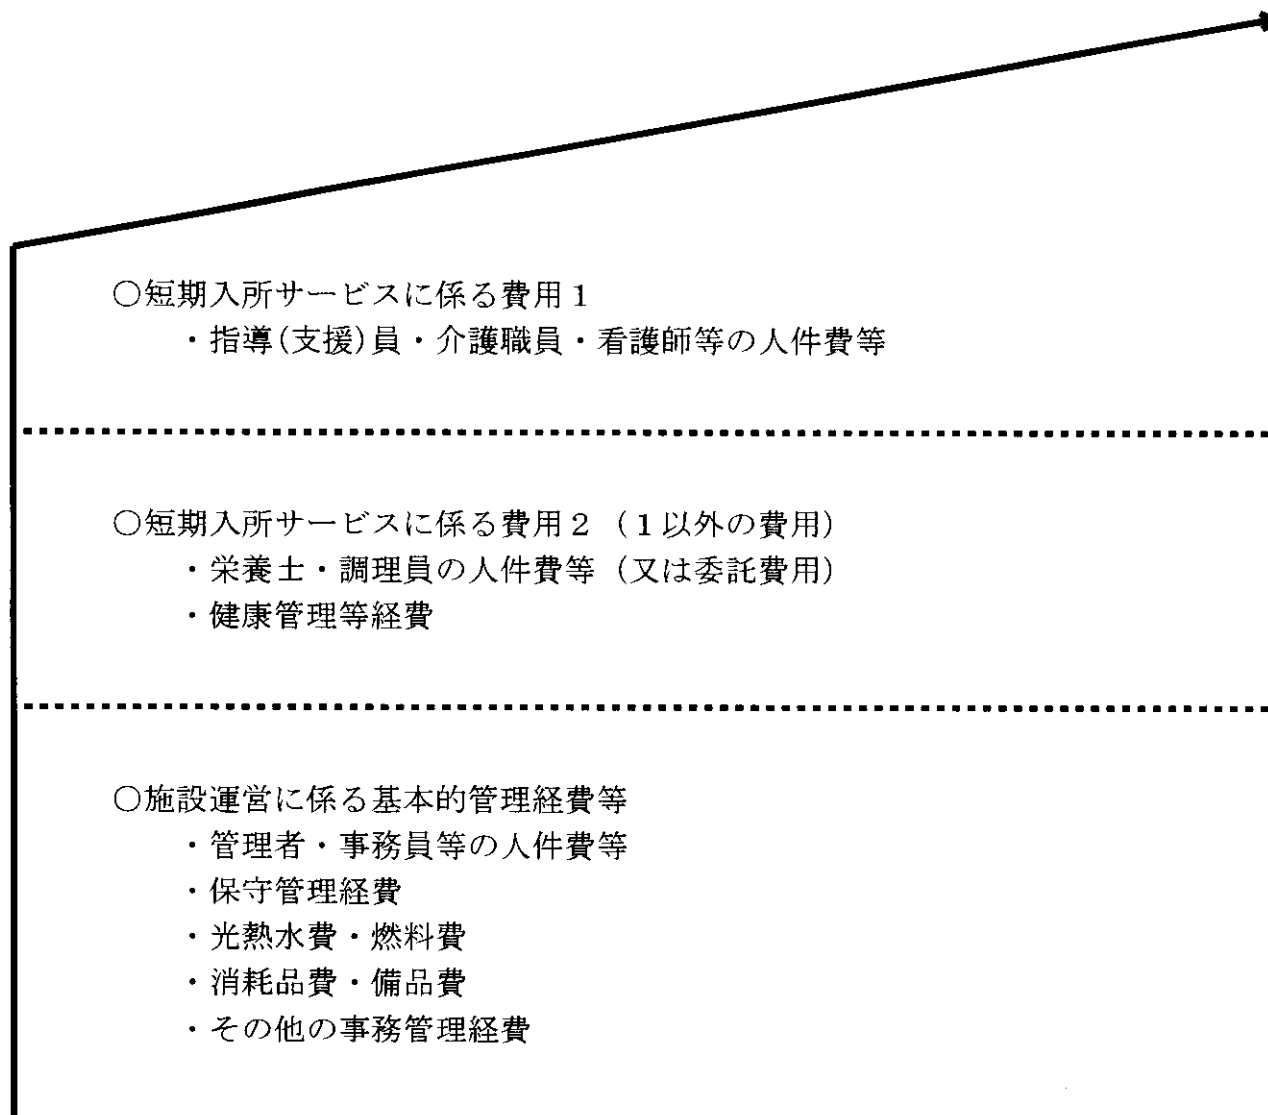 ○短期入所サービスに係る費用１
・指導(支援)員・介護職員・看護師等の人件費等
○短期入所サービスに係る費用２（１以外の費用）
・栄養士・調理員の人件費等（又は委託費用）
・健康管理等経費
○施設運営に係る基本的管理経費等
・管理者・事務員等の人件費等
・保守管理経費
・光熱水費・燃料費
・消耗品費・備品費
・その他の事務管理経費